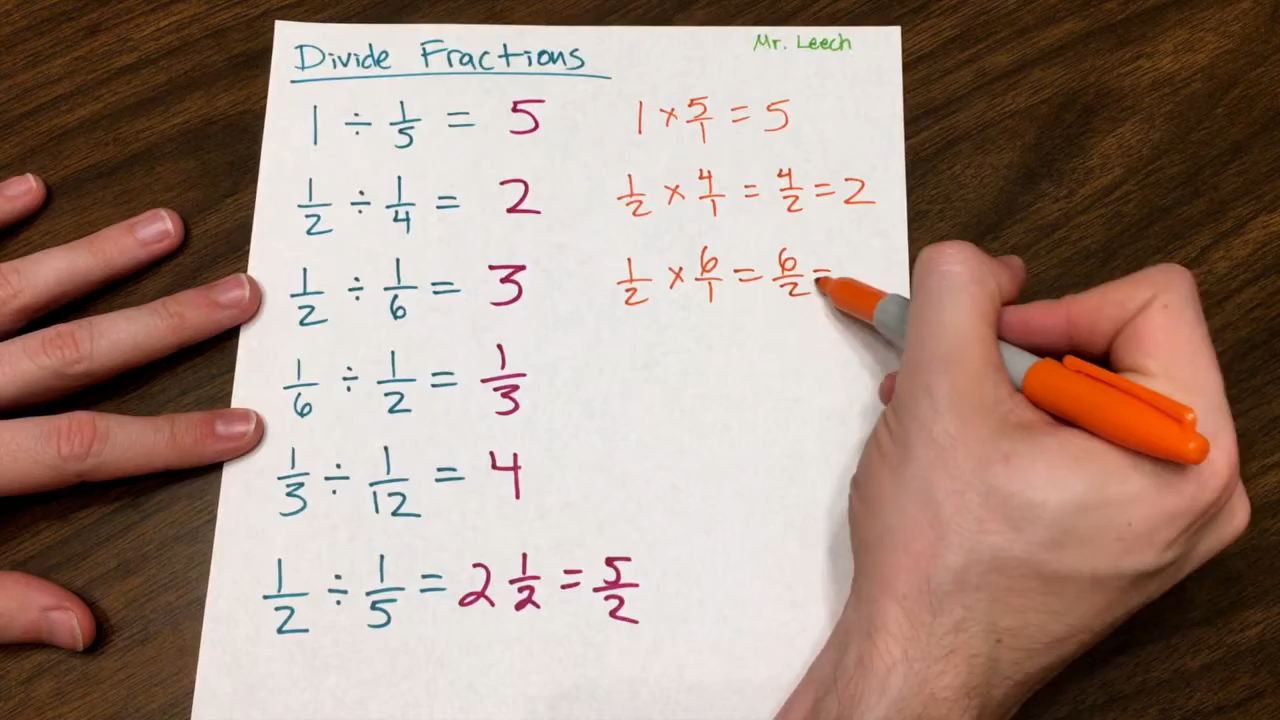 Divide Fractions Mr. Leech
1 ÷ 1/5 = 5 1 × 5/1 = 5
1/2 ÷ 1/4 = 2 1/2 × 4/1 = 4/2 = 2
1/2 ÷ 1/6 = 3 1/2 × 6/1 = 6/2 =
1/6 ÷ 1/2 = 1/3
1/3 ÷ 1/12 = 4
1/2 ÷ 1/5 = 2 1/2 = 5/2